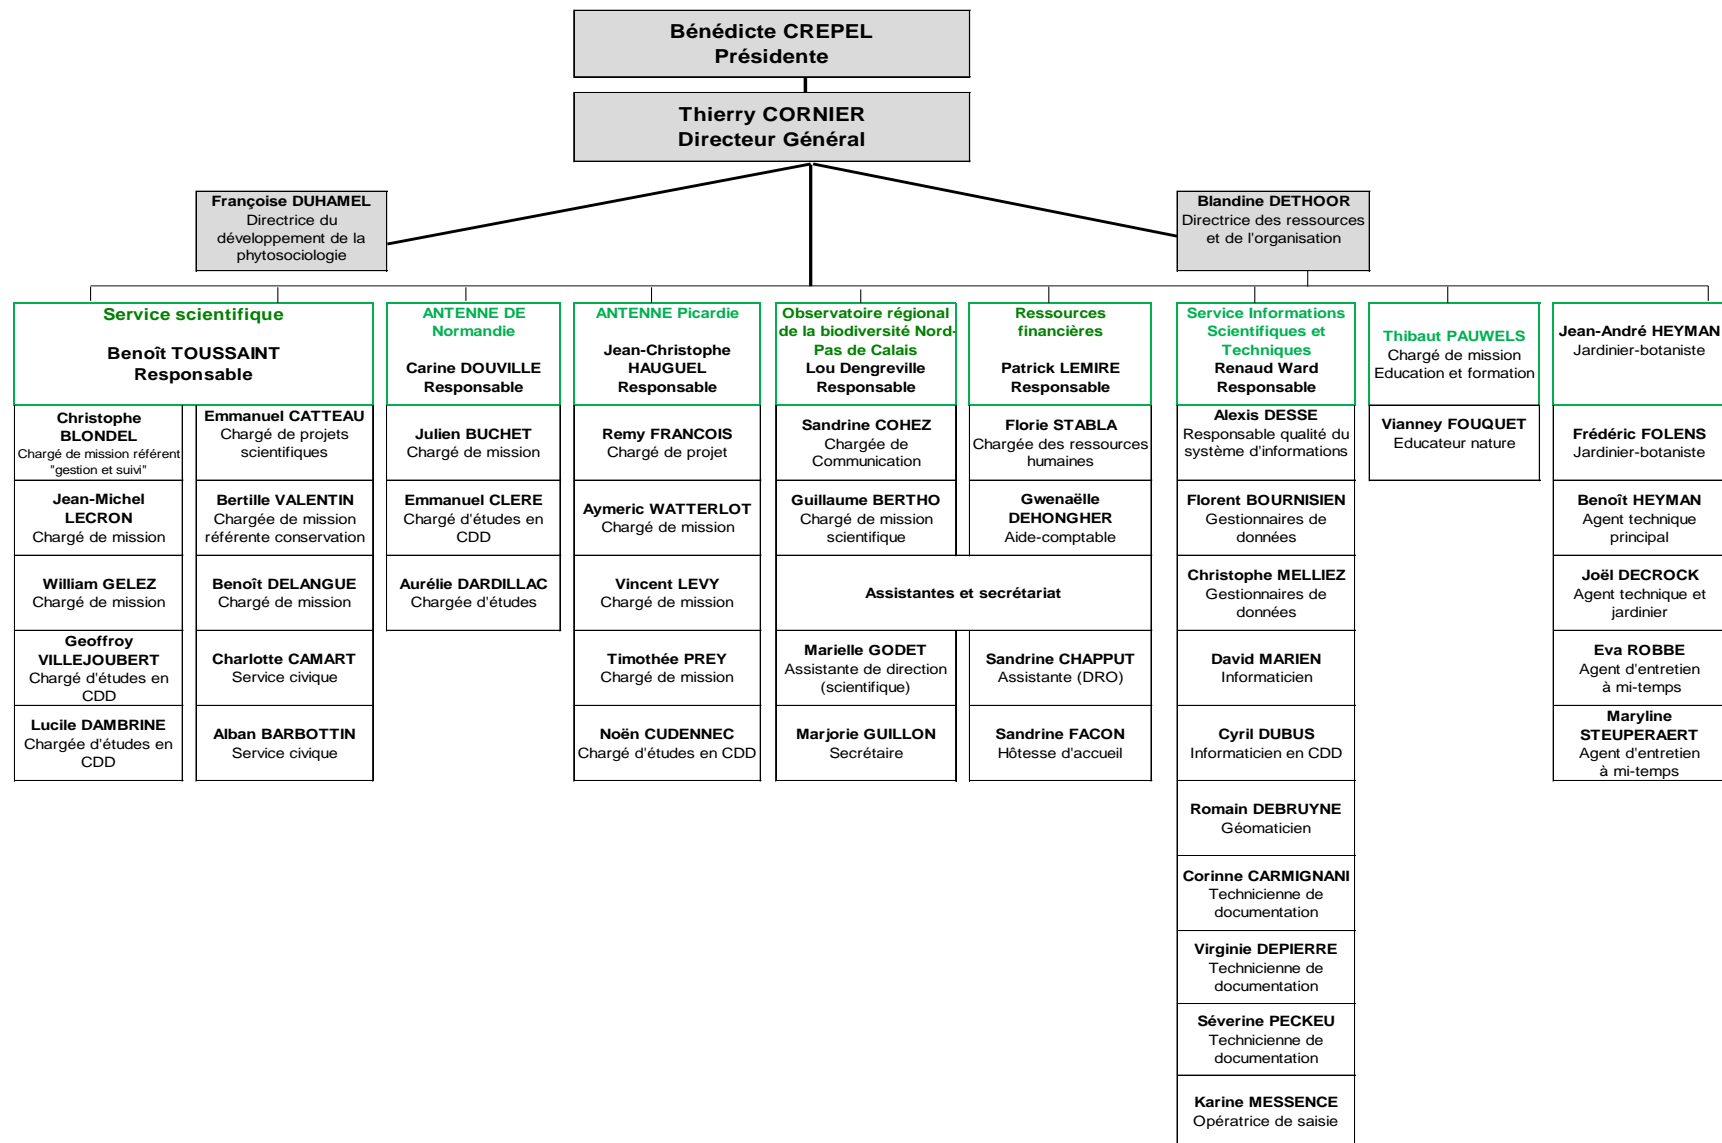 Bénédicte CREPEL
Présidente
Thierry CORNIER
Directeur Général
Françoise DUHAMEL
Directrice du
développement de la
phytosociologie
Blandine DETHOOR
Directrice des ressources
et de l'organisation
Service scientifique
Benoît TOUSSAINT
Responsable
Christophe
BLONDEL
Chargé de mission référent
"gestion et suivi"
Jean-Michel
LECRON
Chargé de mission
William GELEZ
Chargé de mission
Geoffroy
VILLEJOUBERT
Chargé d'études en
CDD
Lucile DAMBRINE
Chargée d'études en
CDD
Emmanuel CATTEAU
Chargé de projets
scientifiques
Bertille VALENTIN
Chargée de mission
référente conservation
Benoît DELANGUE
Chargé de mission
Charlotte CAMART
Service civique
Alban BARBOTTIN
Service civique
ANTENNE DE
Normandie
Carine DOUVILLE
Responsable
Julien BUCHET
Chargé de mission
Emmanuel CLERE
Chargé d'études en
CDD
Aurélie DARDILLAC
Chargée d'études
ANTENNE Picardie
Jean-Christophe
HAUGUEL
Responsable
Remy FRANCOIS
Chargé de projet
Aymeric WATTERLOT
Chargé de mission
Vincent LEVY
Chargé de mission
Timothée PREY
Chargé de mission
Noën CUDENNEC
Chargé d'études en CDD
Observatoire régional
de la biodiversité Nord-
Pas de Calais
Lou Dengreville
Responsable
Sandrine COHEZ
Chargée de
Communication
Guillaume BERTHO
Chargé de mission
scientifique
Ressources
financières
Patrick LEMIRE
Responsable
Florie STABLA
Chargée des ressources
humaines
Gwenaëlle
DEHONGHER
Aide-comptable
Assistantes et secrétariat
Marielle GODET
Assistante de direction
(scientifique)
Marjorie GUILLON
Secrétaire
Sandrine CHAPPUT
Assistante (DRO)
Sandrine FACON
Hôtesse d'accueil
Service Informations
Scientifiques et
Techniques
Renaud Ward
Responsable
Alexis DESSE
Responsable qualité du
système d'informations
Florent BOURNISIEN
Gestionnaires de
données
Christophe MELLIEZ
Gestionnaires de
données
David MARIEN
Informaticien
Cyril DUBUS
Informaticien en CDD
Romain DEBRUYNE
Géomaticien
Corinne CARMIGNANI
Technicienne de
documentation
Virginie DEPIERRE
Technicienne de
documentation
Séverine PECKEU
Technicienne de
documentation
Karine MESSENCE
Opératrice de saisie
Thibaut PAUWELS
Chargé de mission
Education et formation
Vianney FOUQUET
Educateur nature
Jean-André HEYMAN
Jardinier-botaniste
Frédéric FOLENS
Jardinier-botaniste
Benoît HEYMAN
Agent technique
principal
Joël DECROCK
Agent technique et
jardinier
Eva ROBBE
Agent d'entretien
à mi-temps
Maryline
STEUPERAERT
Agent d'entretien
à mi-temps